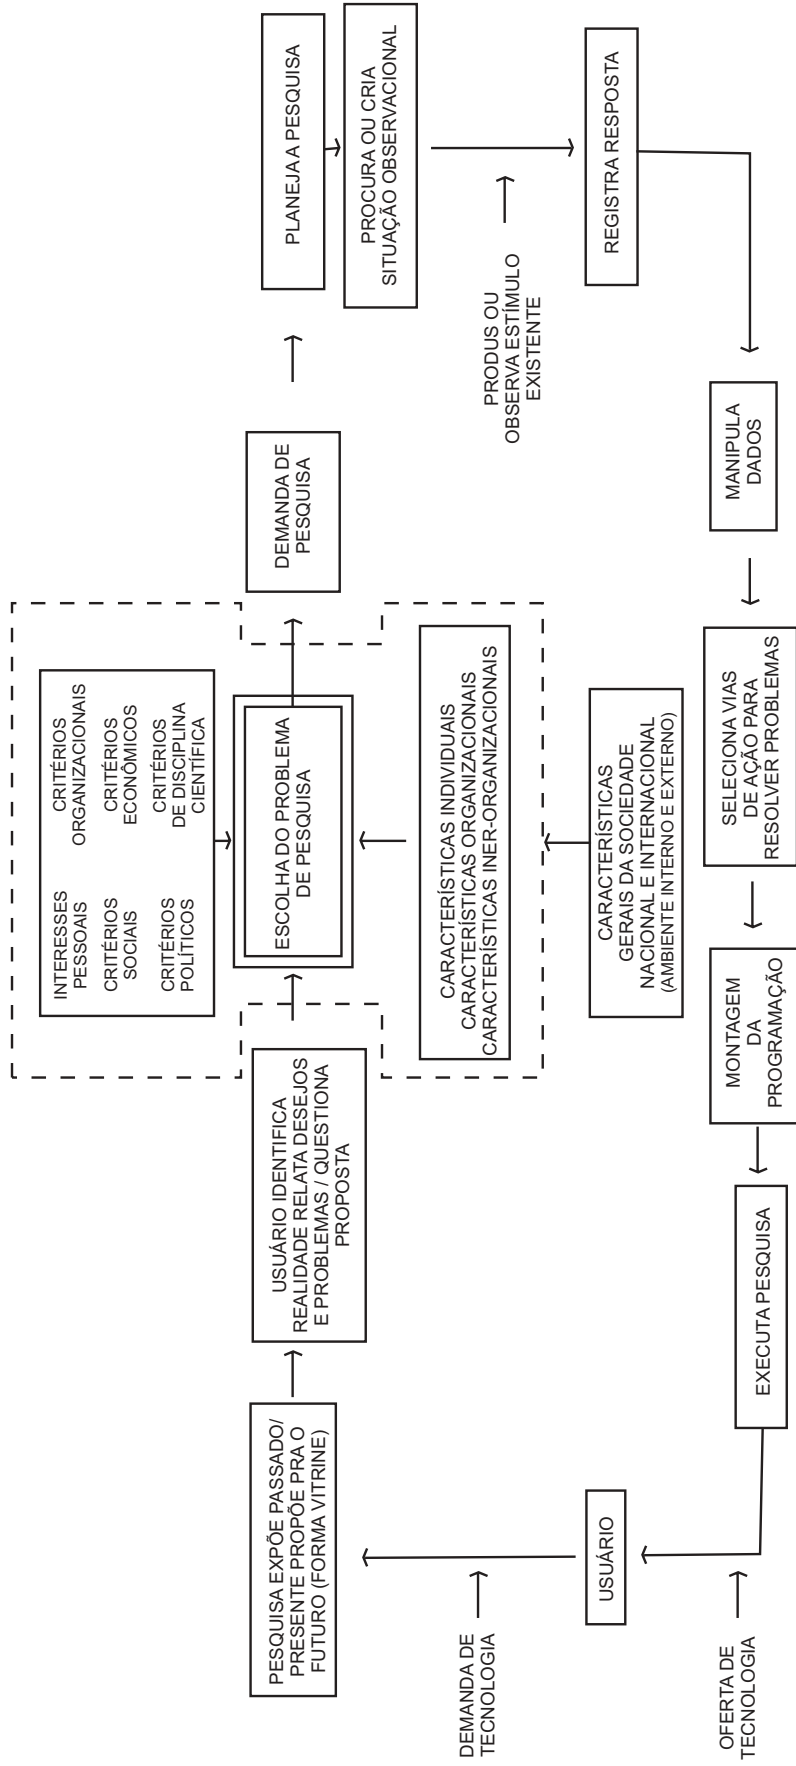 PESQUISA EXPÕE PASSADO/
PRESENTE PROPÕE PRA O
FUTURO (FORMA VITRINE)
USUÁRIO IDENTIFICA
REALIDADE RELATA DESEJOS
E PROBLEMAS / QUESTIONA
PROPOSTA
INTERESSES
PESSOAIS
CRITÉRIOS
SOCIAIS
CRITÉRIOS
POLÍTICOS
CRITÉRIOS
ORGANIZACIONAIS
CRITÉRIOS
ECONÔMICOS
CRITÉRIOS
DE DISCIPLINA
CIENTÍFICA
ESCOLHA DO PROBLEMA
DE PESQUISA
CARACTERÍSTICAS INDIVIDUAIS
CARACTERÍSTICAS ORGANIZACIONAIS
CARACTERÍSTICAS INER-ORGANIZACIONAIS
CARACTERÍSTICAS
GERAIS DA SOCIEDADE
NACIONAL E INTERNACIONAL
(AMBIENTE INTERNO E EXTERNO)
DEMANDA DE
PESQUISA
PLANEJA A PESQUISA
PROCURA OU CRIA
SITUAÇÃO OBSERVACIONAL
PRODUS OU
OBSERVA ESTÍMULO
EXISTENTE
REGISTRA RESPOSTA
MANIPULA
DADOS
SELECIONA VIAS
DE AÇÃO PARA
RESOLVER PROBLEMAS
MONTAGEM
DA
PROGRAMAÇÃO
EXECUTA PESQUISA
OFERTA DE
TECNOLOGIA
USUÁRIO
DEMANDA DE
TECNOLOGIA